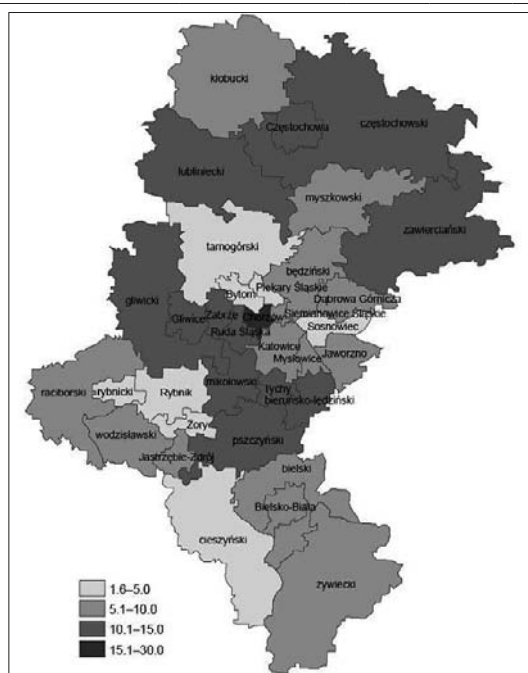 kłobucki
Częstochowa
częstochowski
lubliniecki
myszkowski
zawierciański
tarnogórski
będziński
Bytom
Piekary Śląskie
gliwicki
Dąbrowa Górnicza
Zabrze
Chorzów
Siemianowice Śląskie
Gliwice
Ruda Śląska
Sosnowiec
Katowice
Mysłowice
Jaworzno
mikołowski
Tychy
raciborski
rybnicki
Rybnik
bieruńsko-lędziński
Żory
wodzisławski
pszczyński
Jastrzębie-Zdrój
bielski
Bielsko-Biała
cieszyński
żywiecki
1.6–5.0
5.1–10.0
10.1–15.0
15.1–30.0